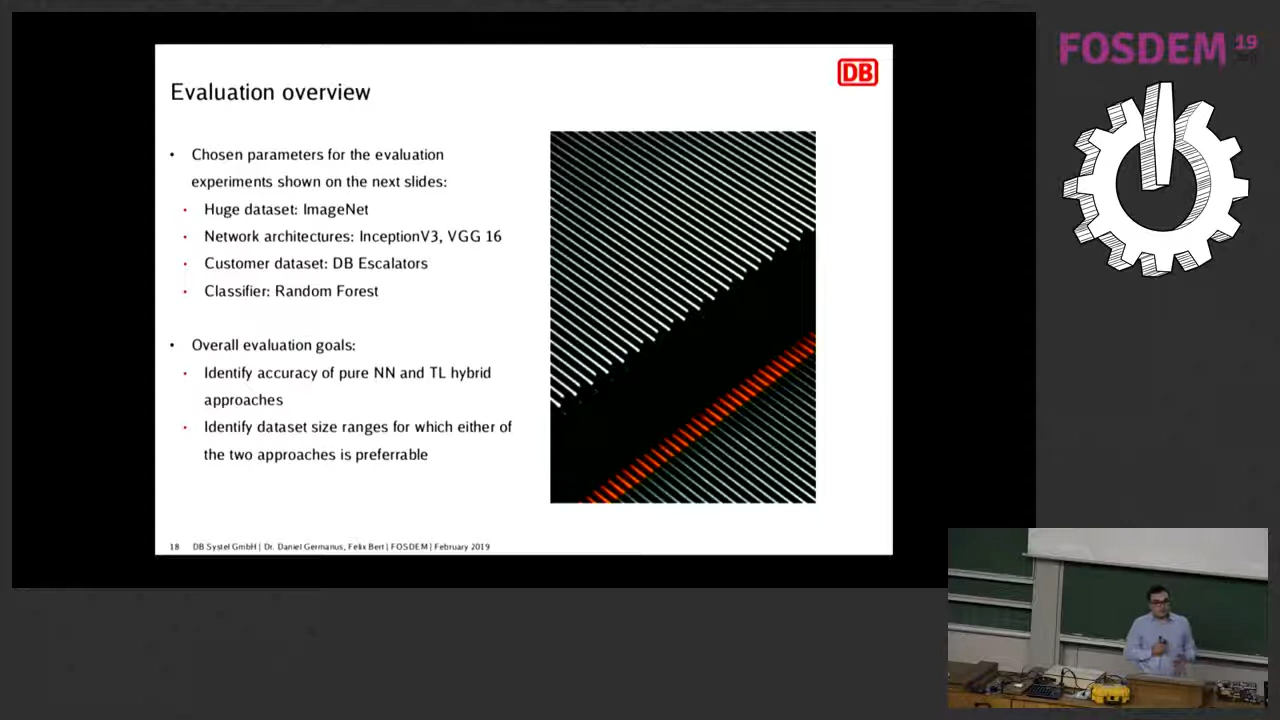 FOSDEM 19
DB
Evaluation overview
• Chosen parameters for the evaluation
experiments shown on the next slides:
• Huge dataset: ImageNet
• Network architectures: InceptionV3, VGG 16
• Customer dataset: DB Escalators
• Classifier: Random Forest
• Overall evaluation goals:
• Identify accuracy of pure NN and TL hybrid
approaches
• Identify dataset size ranges for which either of
the two approaches is preferrable
18 DB Systel GmbH | Dr. Daniel Germanus, Felix Bert | FOSDEM | February 2019